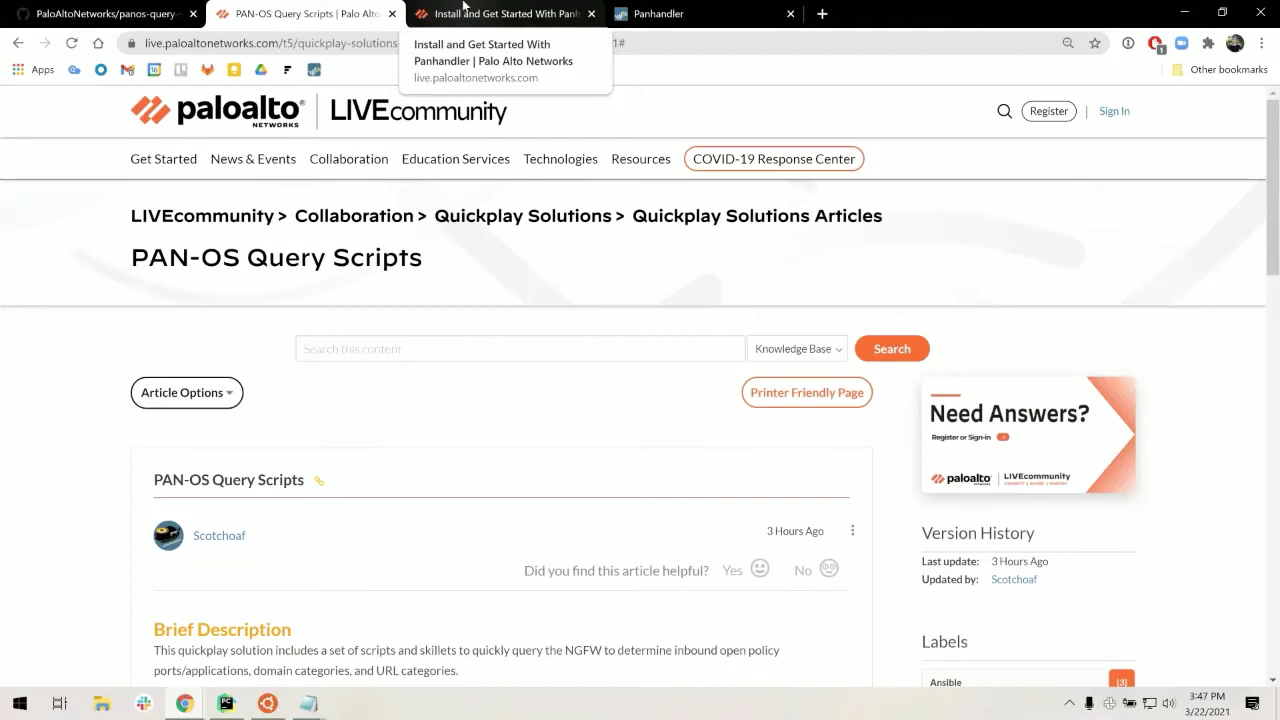 PaloAltoNetworks/panos-query-
PAN-OS Query Scripts | Palo Alto
Install and Get Started With Panh
Panhandler
live.paloaltonetworks.com/t5/quickplay-solutions
1#
Install and Get Started With
Panhandler | Palo Alto Networks
live.paloaltonetworks.com
Apps
Other bookmarks
paloalto NETWORKS
LIVEcommunity
Register
Sign In
Get Started
News & Events
Collaboration
Education Services
Technologies
Resources
COVID-19 Response Center
LIVEcommunity > Collaboration > Quickplay Solutions > Quickplay Solutions Articles
PAN-OS Query Scripts
Search this content
Knowledge Base
Search
Article Options
Printer Friendly Page
Need Answers?
Register or Sign-in
paloalto NETWORKS
LIVEcommunity
PAN-OS Query Scripts
Scotchoaf
3 Hours Ago
Did you find this article helpful? Yes No
Version History
Last update: 3 Hours Ago
Updated by: Scotchoaf
Brief Description
This quickplay solution includes a set of scripts and skillets to quickly query the NGFW to determine inbound open policy
ports/applications, domain categories, and URL categories.
Labels
Ansible
(3)
3:47 PM
3/22/2021